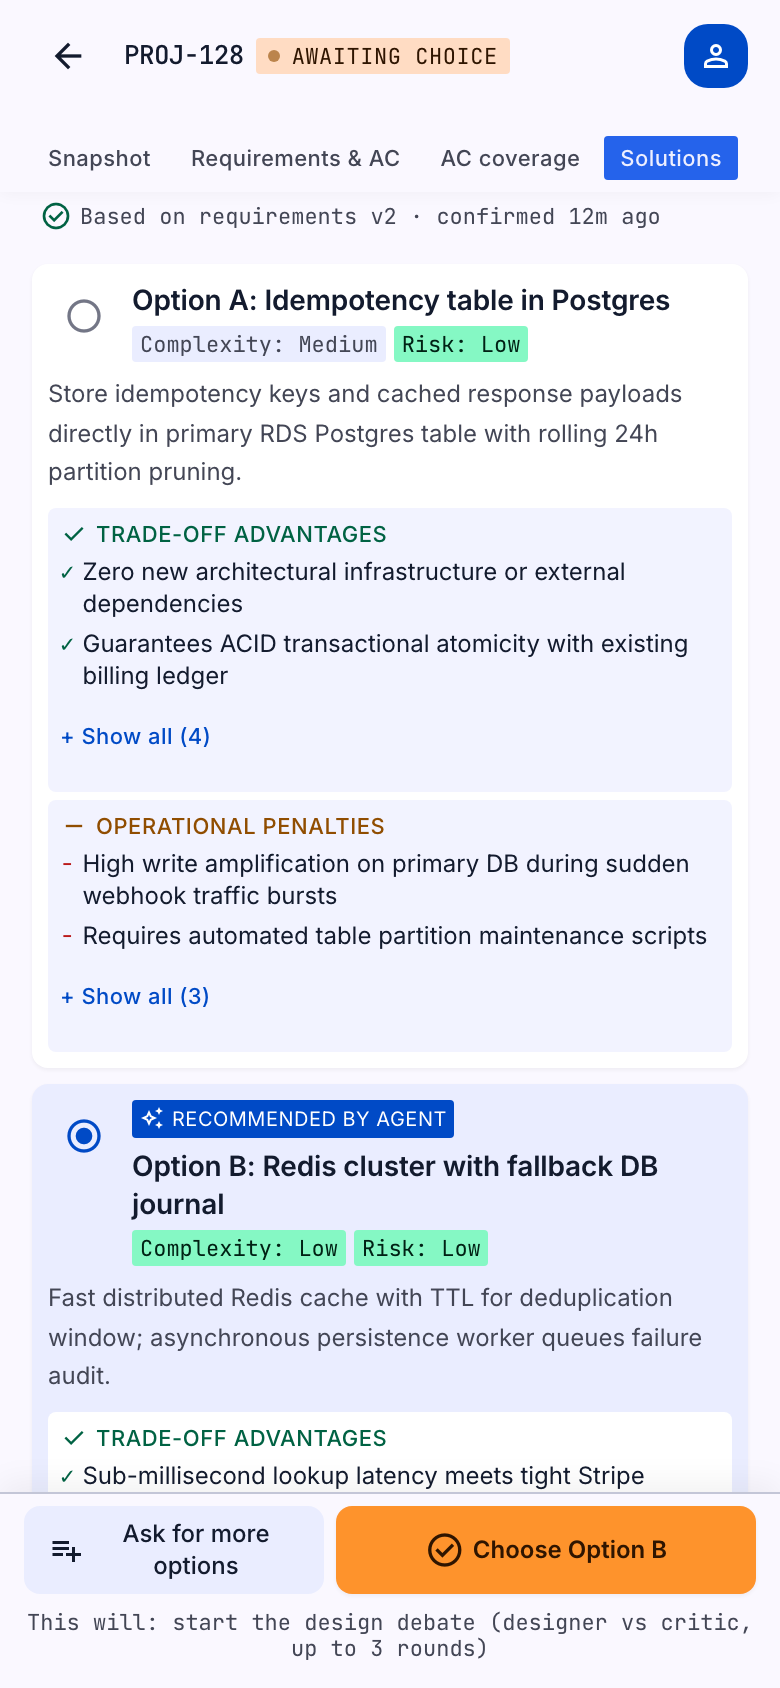 PROJ-128
AWAITING CHOICE
Snapshot
Requirements & AC
AC coverage
Solutions
Based on requirements v2 · confirmed 12m ago
Option A: Idempotency table in Postgres
Complexity: Medium
Risk: Low
Store idempotency keys and cached response payloads
directly in primary RDS Postgres table with rolling 24h
partition pruning.
TRADE-OFF ADVANTAGES
✓ Zero new architectural infrastructure or external
dependencies
✓ Guarantees ACID transactional atomicity with existing
billing ledger
+ Show all (4)
OPERATIONAL PENALTIES
- High write amplification on primary DB during sudden
webhook traffic bursts
- Requires automated table partition maintenance scripts
+ Show all (3)
RECOMMENDED BY AGENT
Option B: Redis cluster with fallback DB
journal
Complexity: Low
Risk: Low
Fast distributed Redis cache with TTL for deduplication
window; asynchronous persistence worker queues failure
audit.
TRADE-OFF ADVANTAGES
✓ Sub-millisecond lookup latency meets tight Stripe
Ask for more
options
Choose Option B
This will: start the design debate (designer vs critic,
up to 3 rounds)